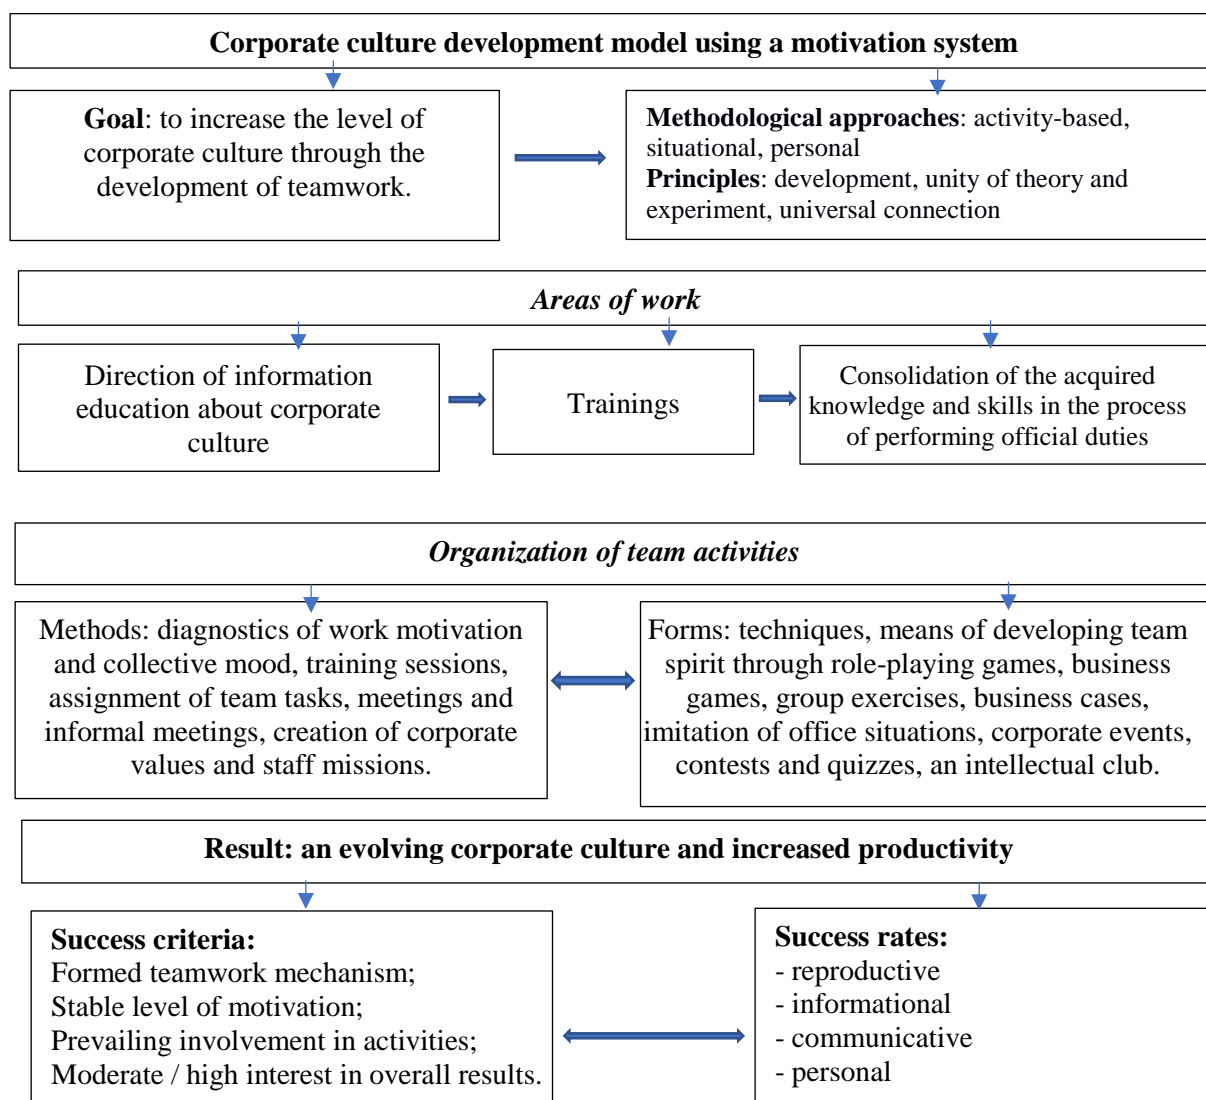 Corporate culture development model using a motivation system
Goal: to increase the level of
corporate culture through the
development of teamwork.
Methodological approaches: activity-based,
situational, personal
Principles: development, unity of theory and
experiment, universal connection
Areas of work
Direction of information
education about corporate
culture
Trainings
Consolidation of the acquired
knowledge and skills in the process
of performing official duties
Organization of team activities
Methods: diagnostics of work motivation
and collective mood, training sessions,
assignment of team tasks, meetings and
informal meetings, creation of corporate
values and staff missions.
Forms: techniques, means of developing team
spirit through role-playing games, business
games, group exercises, business cases,
imitation of office situations, corporate events,
contests and quizzes, an intellectual club.
Result: an evolving corporate culture and increased productivity
Success criteria:
Formed teamwork mechanism;
Stable level of motivation;
Prevailing involvement in activities;
Moderate / high interest in overall results.
Success rates:
- reproductive
- informational
- communicative
- personal